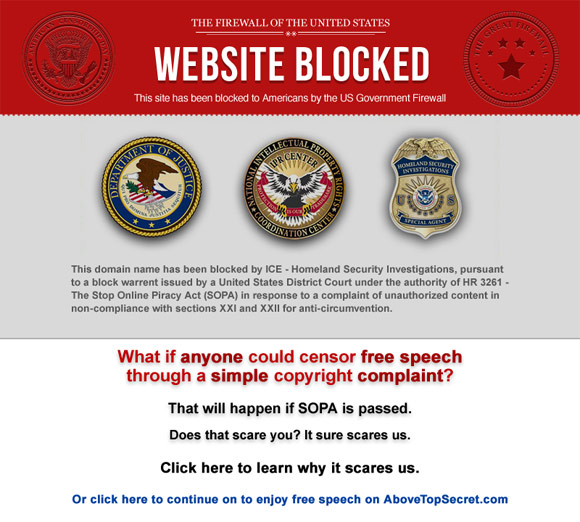 THE FIREWALL OF THE UNITED STATES
WEBSITE BLOCKED
This site has been blocked to Americans by the US Government Firewall
THE GREAT FIREWALL
DEPARTMENT OF JUSTICE
NATIONAL INTELLECTUAL PROPERTY RIGHTS
IPR CENTER
COORDINATION CENTER
HOMELAND SECURITY
INVESTIGATIONS
U S
SPECIAL AGENT
This domain name has been blocked by ICE - Homeland Security Investigations, pursuant
to a block warrent issued by a United States District Court under the authority of HR 3261 -
The Stop Online Piracy Act (SOPA) in response to a complaint of unauthorized content in
non-compliance with sections XXI and XXII for anti-circumvention.
What if anyone could censor free speech
through a simple copyright complaint?
That will happen if SOPA is passed.
Does that scare you? It sure scares us.
Click here to learn why it scares us.
Or click here to continue on to enjoy free speech on AboveTopSecret.com